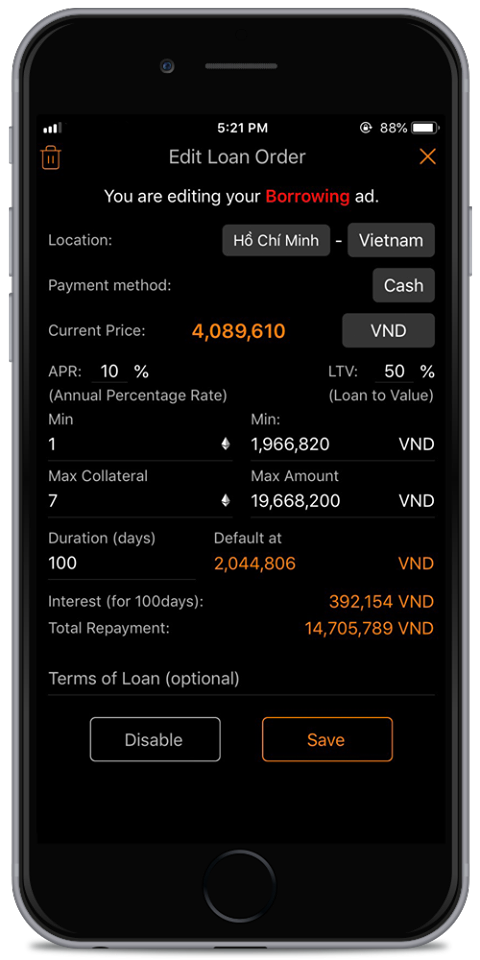 5:21 PM 88%
Edit Loan Order
You are editing your Borrowing ad.
Location: Hồ Chí Minh - Vietnam
Payment method: Cash
Current Price: 4,089,610 VND
APR: 10 % LTV: 50 %
(Annual Percentage Rate) (Loan to Value)
Min Min:
1 1,966,820 VND
Max Collateral Max Amount
7 19,668,200 VND
Duration (days) Default at
100 2,044,806 VND
Interest (for 100days): 392,154 VND
Total Repayment: 14,705,789 VND
Terms of Loan (optional)
Disable Save